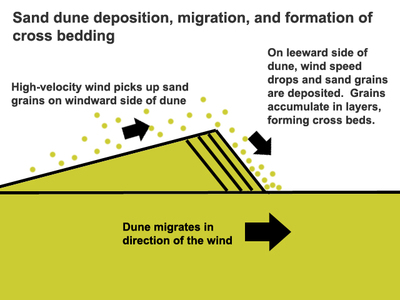 Sand dune deposition, migration, and formation of
cross bedding
On leeward side of
dune, wind speed
drops and sand grains
are deposited.  Grains
accumulate in layers,
forming cross beds.
High-velocity wind picks up sand
grains on windward side of dune
Dune migrates in
direction of the wind